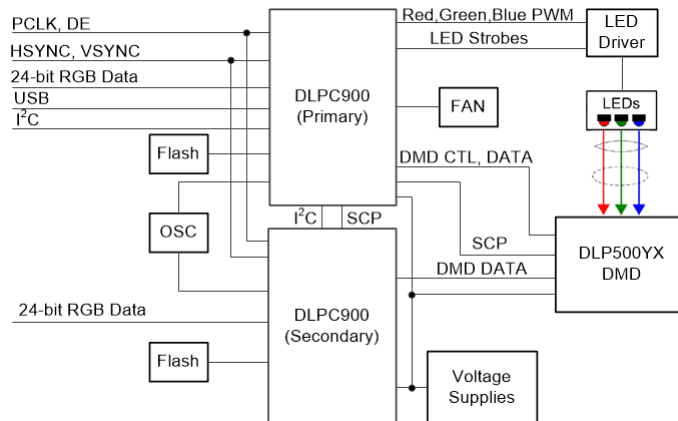 PCLK, DE
HSYNC, VSYNC
24-bit RGB Data
USB
I²C
Flash
OSC
24-bit RGB Data
Flash
DLPC900
(Primary)
I²C
SCP
DLPC900
(Secondary)
Red,Green,Blue PWM
LED Strobes
FAN
DMD CTL, DATA
SCP
DMD DATA
Voltage
Supplies
LED
Driver
LEDs
DLP500YX
DMD